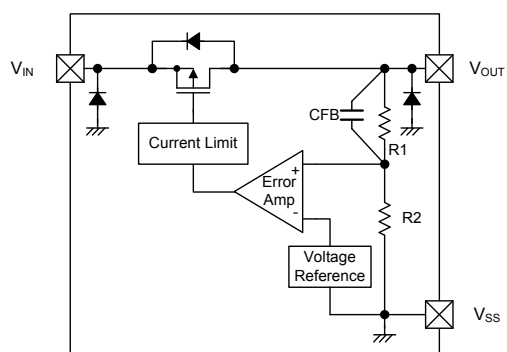 VIN
VOUT
CFB
R1
Current Limit
+
Error
Amp
-
R2
Voltage
Reference
VSS